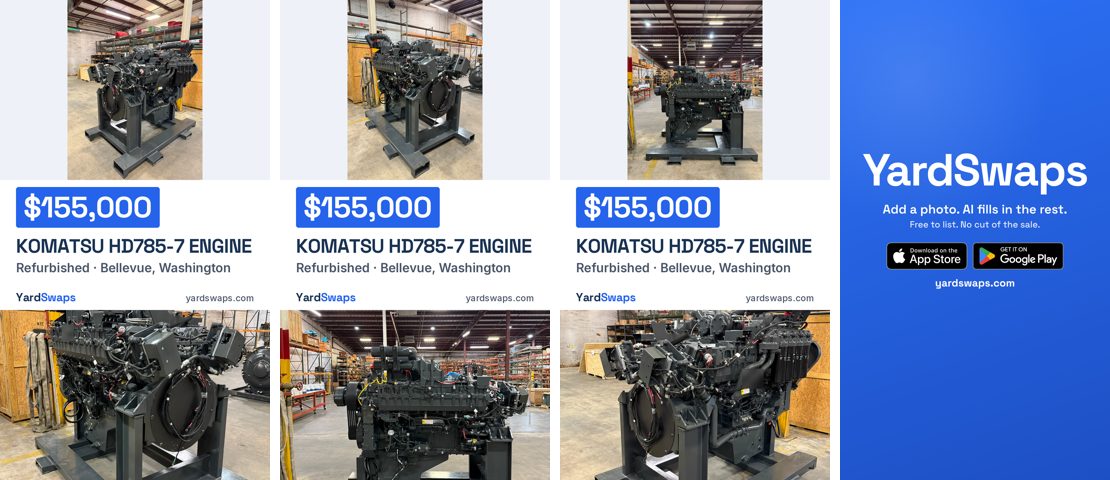 $155,000
KOMATSU HD785-7 ENGINE
Refurbished · Bellevue, Washington
YardSwaps
yardswaps.com
$155,000
KOMATSU HD785-7 ENGINE
Refurbished · Bellevue, Washington
YardSwaps
yardswaps.com
$155,000
KOMATSU HD785-7 ENGINE
Refurbished · Bellevue, Washington
YardSwaps
yardswaps.com
YardSwaps
Add a photo. AI fills in the rest.
Free to list. No cut of the sale.
Download on the
App Store
GET IT ON
Google Play
yardswaps.com